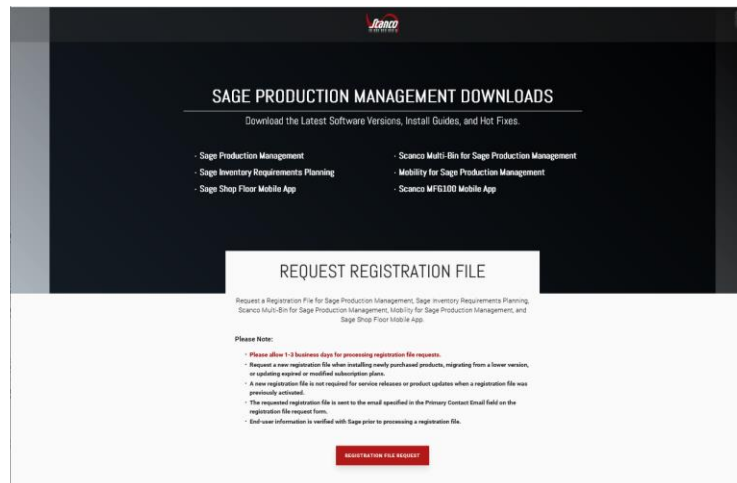 Scanco
SAGE PRODUCTION MANAGEMENT DOWNLOADS
Download the Latest Software Versions, Install Guides, and Hot Fixes.
- Sage Production Management
- Sage Inventory Requirements Planning
- Sage Shop Floor Mobile App
- Scanco Multi-Bin for Sage Production Management
- Mobility for Sage Production Management
- Scanco MFG100 Mobile App
REQUEST REGISTRATION FILE
Request a Registration File for Sage Production Management, Sage Inventory Requirements Planning,
Scanco Multi-Bin for Sage Production Management, Mobility for Sage Production Management, and
Sage Shop Floor Mobile App.
Please Note:
• Please allow 1-3 business days for processing registration file requests.
• Request a new registration file when installing newly purchased products, migrating from a lower version,
or updating expired or modified subscription plans.
• A new registration file is not required for service releases or product updates when a registration file was
previously activated.
• The requested registration file is sent to the email specified in the Primary Contact Email field on the
registration file request form.
• End-user information is verified with Sage prior to processing a registration file.
REGISTRATION FILE REQUEST